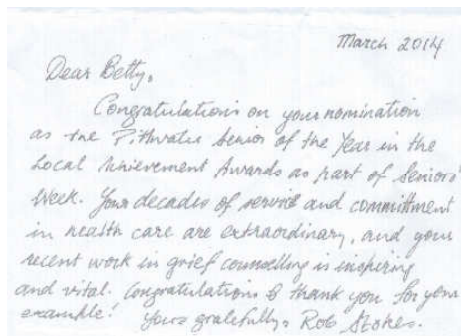 March 2014
Dear Betty,
Congratulations on your nomination
as the Pittwater Senior of the Year in the
Local Achievement Awards as part of Seniors'
Week. Your decades of service and committment
in health care are extraordinary, and your
recent work in grief counselling is inspiring
and vital. Congratulations & thank you for your
example! Yours gratefully, Rob Stokes.